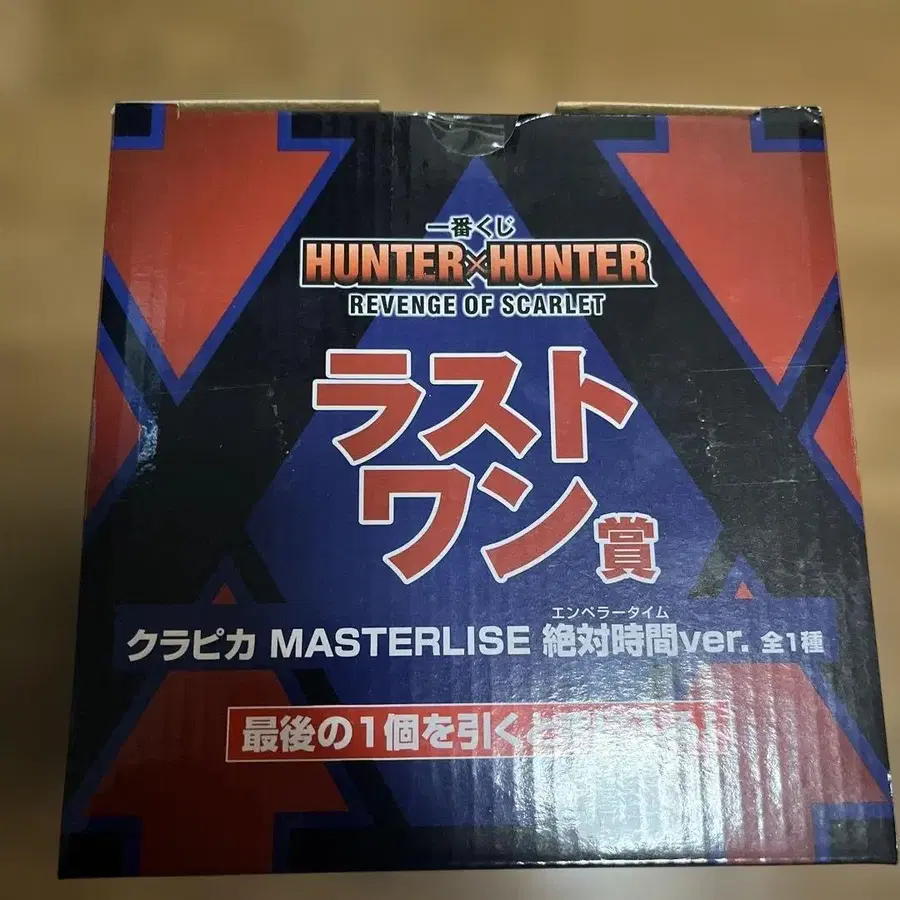 一番くじ
HUNTER×HUNTER
REVENGE OF SCARLET
ラスト
ワン賞
エンペラータイム
クラピカ MASTERLISE 絶対時間ver. 全1種
最後の1個を引くと